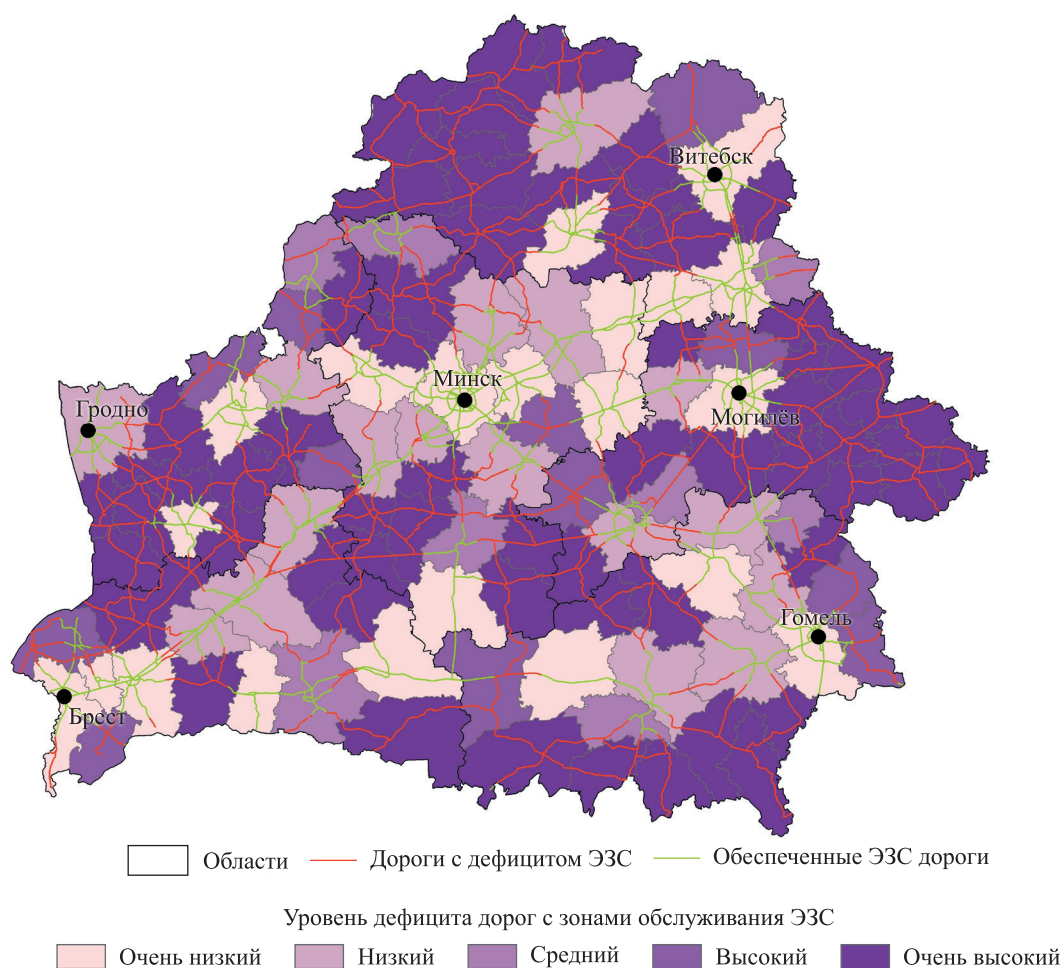 Витебск
Минск
Гродно
Могилёв
Гомель
Брест
Области Дороги с дефицитом ЭЗС Обеспеченные ЭЗС дороги
Уровень дефицита дорог с зонами обслуживания ЭЗС
Очень низкий Низкий Средний Высокий Очень высокий